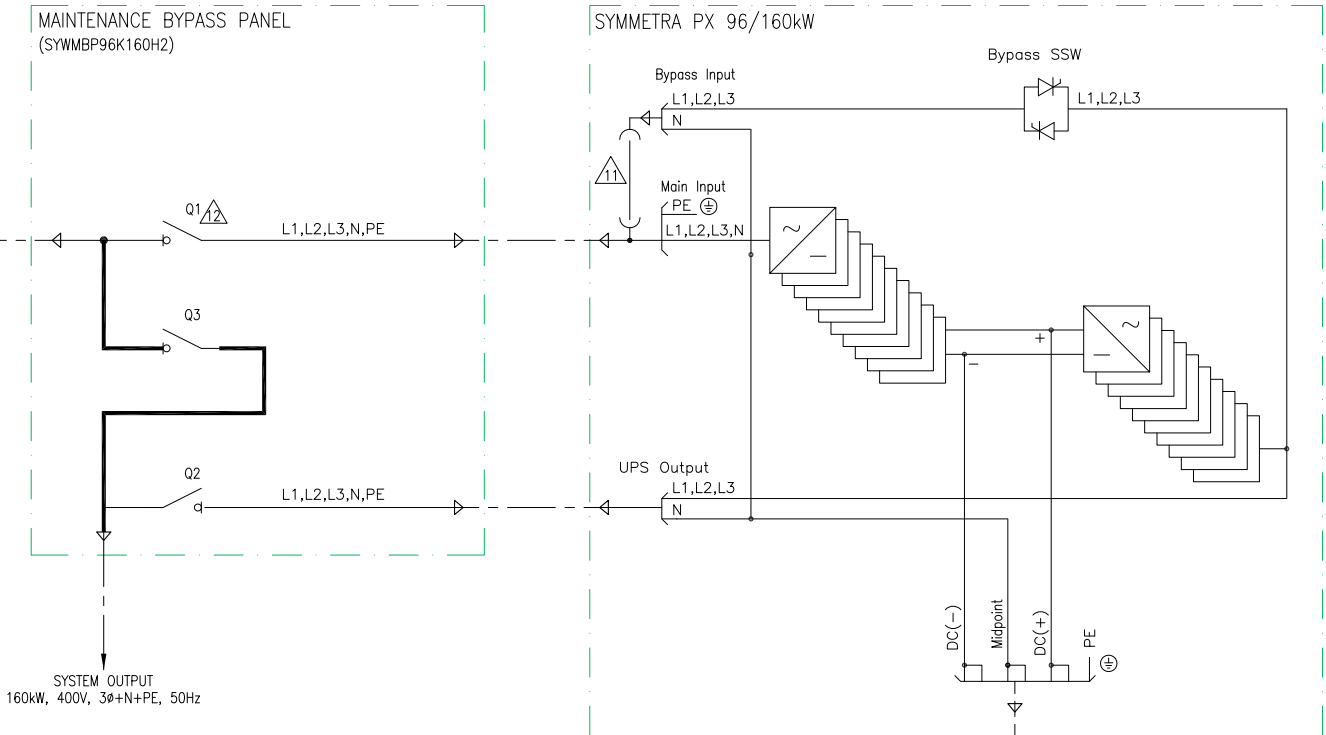 MAINTENANCE BYPASS PANEL
(SYWMBP96K160H2)
SYMMETRA PX 96/160kW
Bypass SSW
Bypass Input
L1,L2,L3
L1,L2,L3
N
11
Main Input
PE
L1,L2,L3,N
Q1
12
L1,L2,L3,N,PE
Q3
+
−
Q2
L1,L2,L3,N,PE
UPS Output
L1,L2,L3
N
DC(−)
Midpoint
DC(+)
PE
SYSTEM OUTPUT
160kW, 400V, 3ø+N+PE, 50Hz